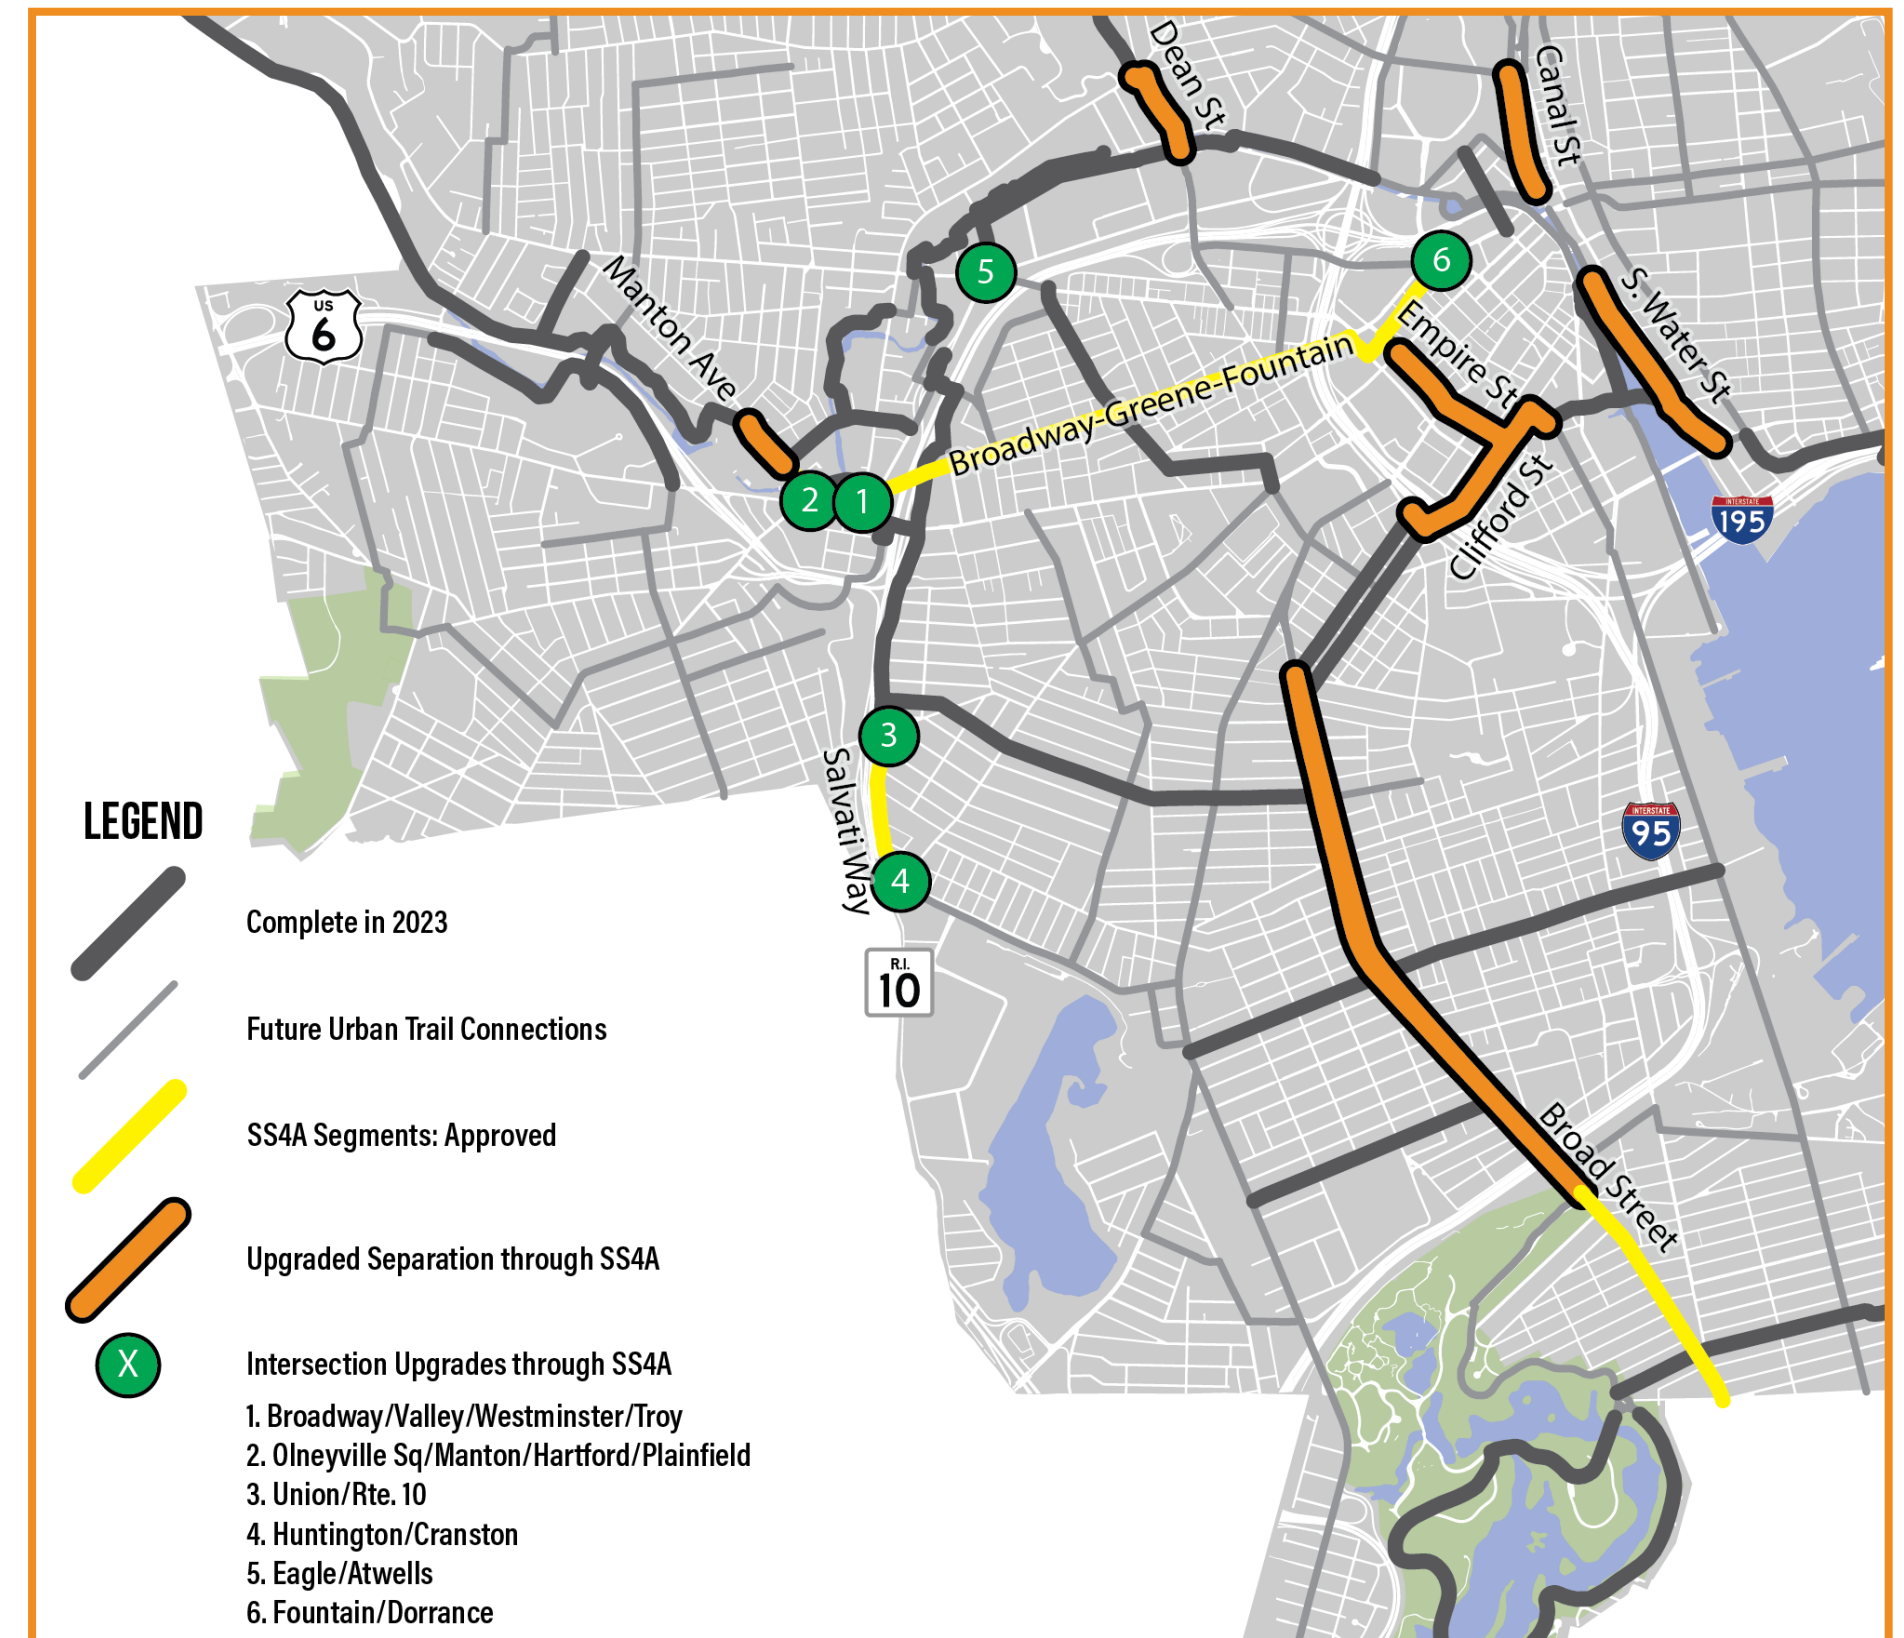 Dean St
Canal St
US
6
Manton Ave
5
6
S. Water St
Empire St
Broadway-Greene-Fountain
2
1
Clifford St
INTERSTATE
195
3
Salvati Way
4
INTERSTATE
95
R.I.
10
Broad Street
LEGEND
Complete in 2023
Future Urban Trail Connections
SS4A Segments: Approved
Upgraded Separation through SS4A
X
Intersection Upgrades through SS4A
1. Broadway/Valley/Westminster/Troy
2. Olneyville Sq/Manton/Hartford/Plainfield
3. Union/Rte. 10
4. Huntington/Cranston
5. Eagle/Atwells
6. Fountain/Dorrance